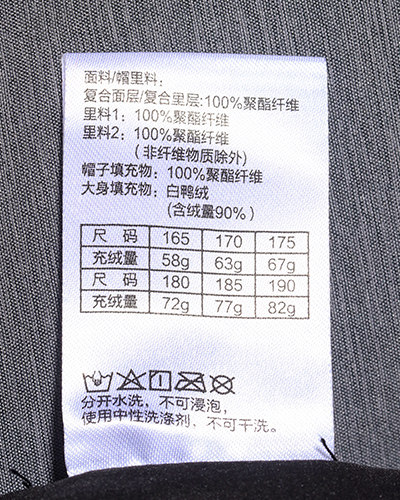 面料/帽里料：
复合面层/复合里层：100%聚酯纤维
里料1：100%聚酯纤维
里料2：100%聚酯纤维
（非纤维物质除外）
帽子填充物：100%聚酯纤维
大身填充物：白鸭绒
（含绒量90%）
尺 码 165 170 175
充绒量 58g 63g 67g
尺 码 180 185 190
充绒量 72g 77g 82g
分开水洗，不可浸泡，
使用中性洗涤剂，不可干洗。